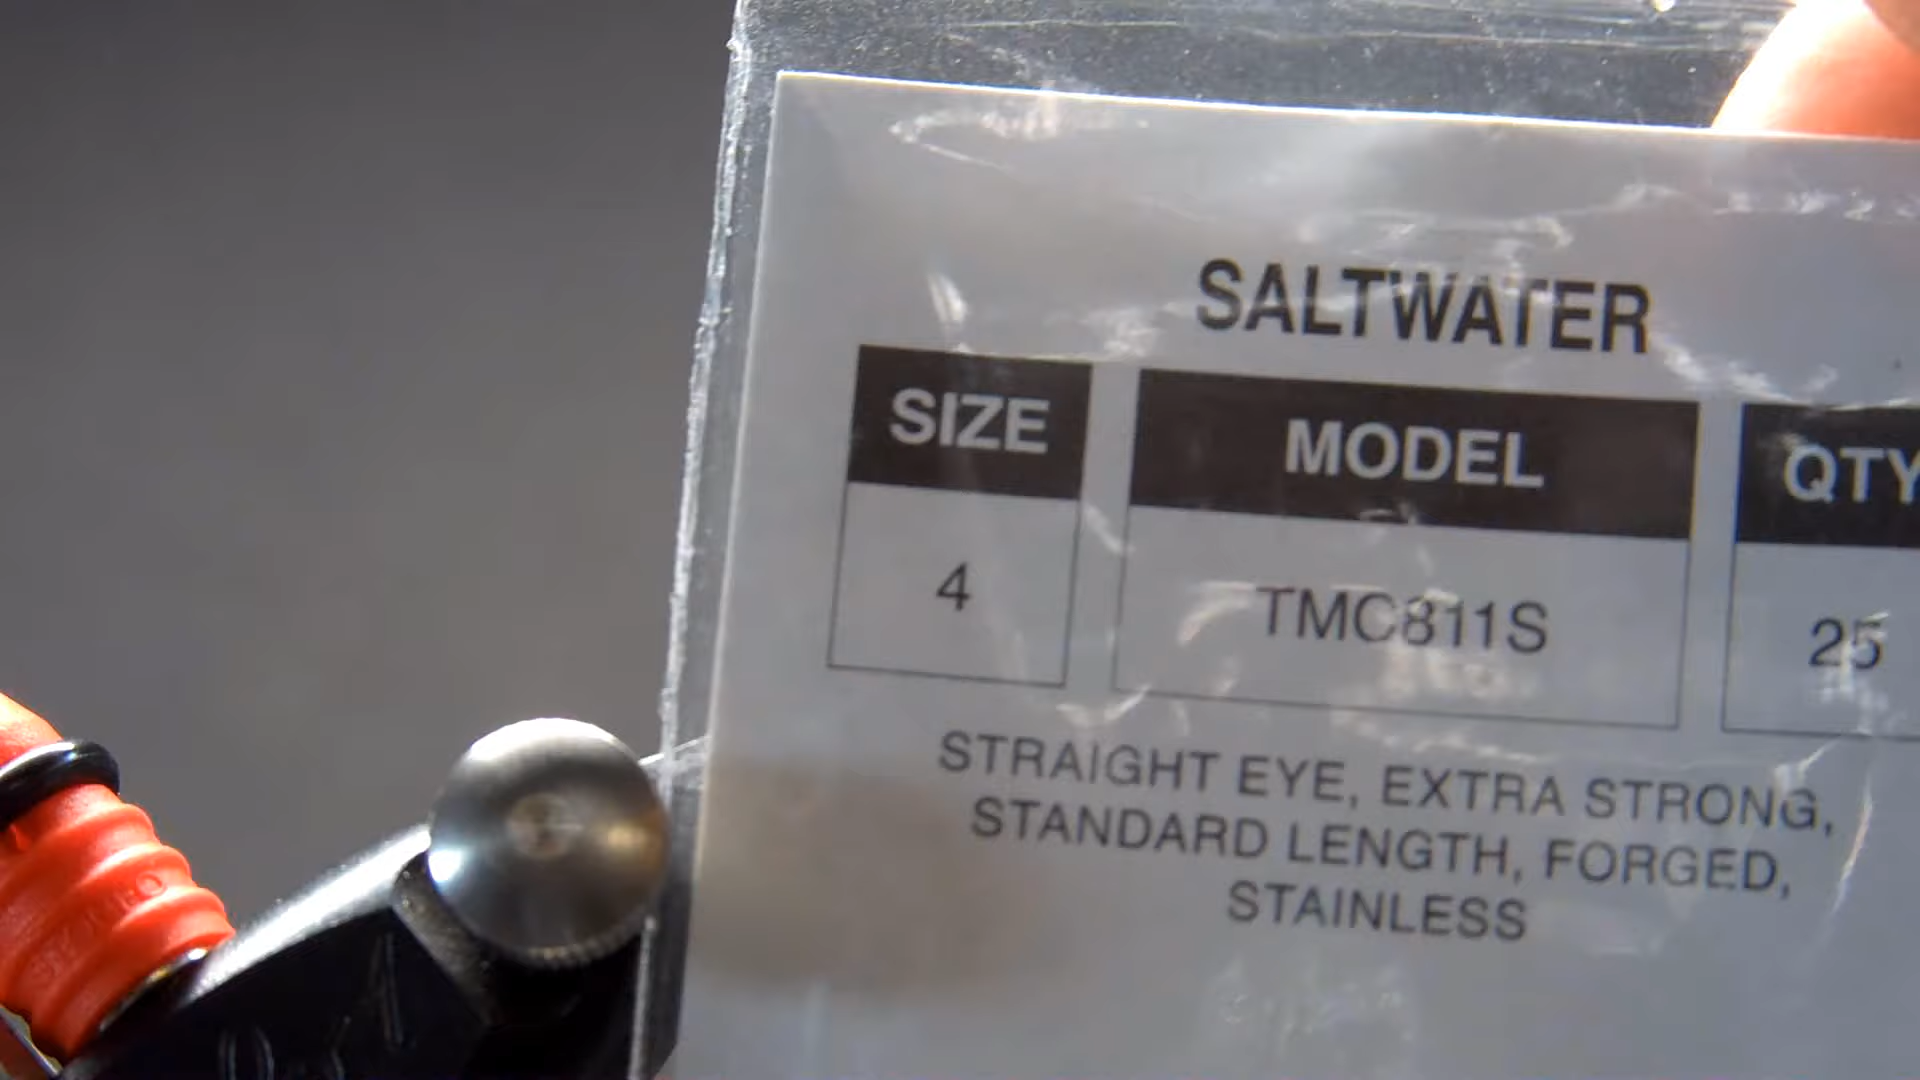 SALTWATER
SIZE MODEL QTY
4 TMC811S 25
STRAIGHT EYE, EXTRA STRONG,
STANDARD LENGTH, FORGED,
STAINLESS